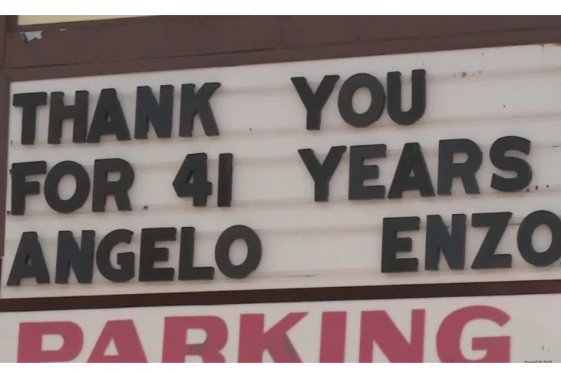 THANK YOU
FOR 41 YEARS
ANGELO ENZO
PARKING